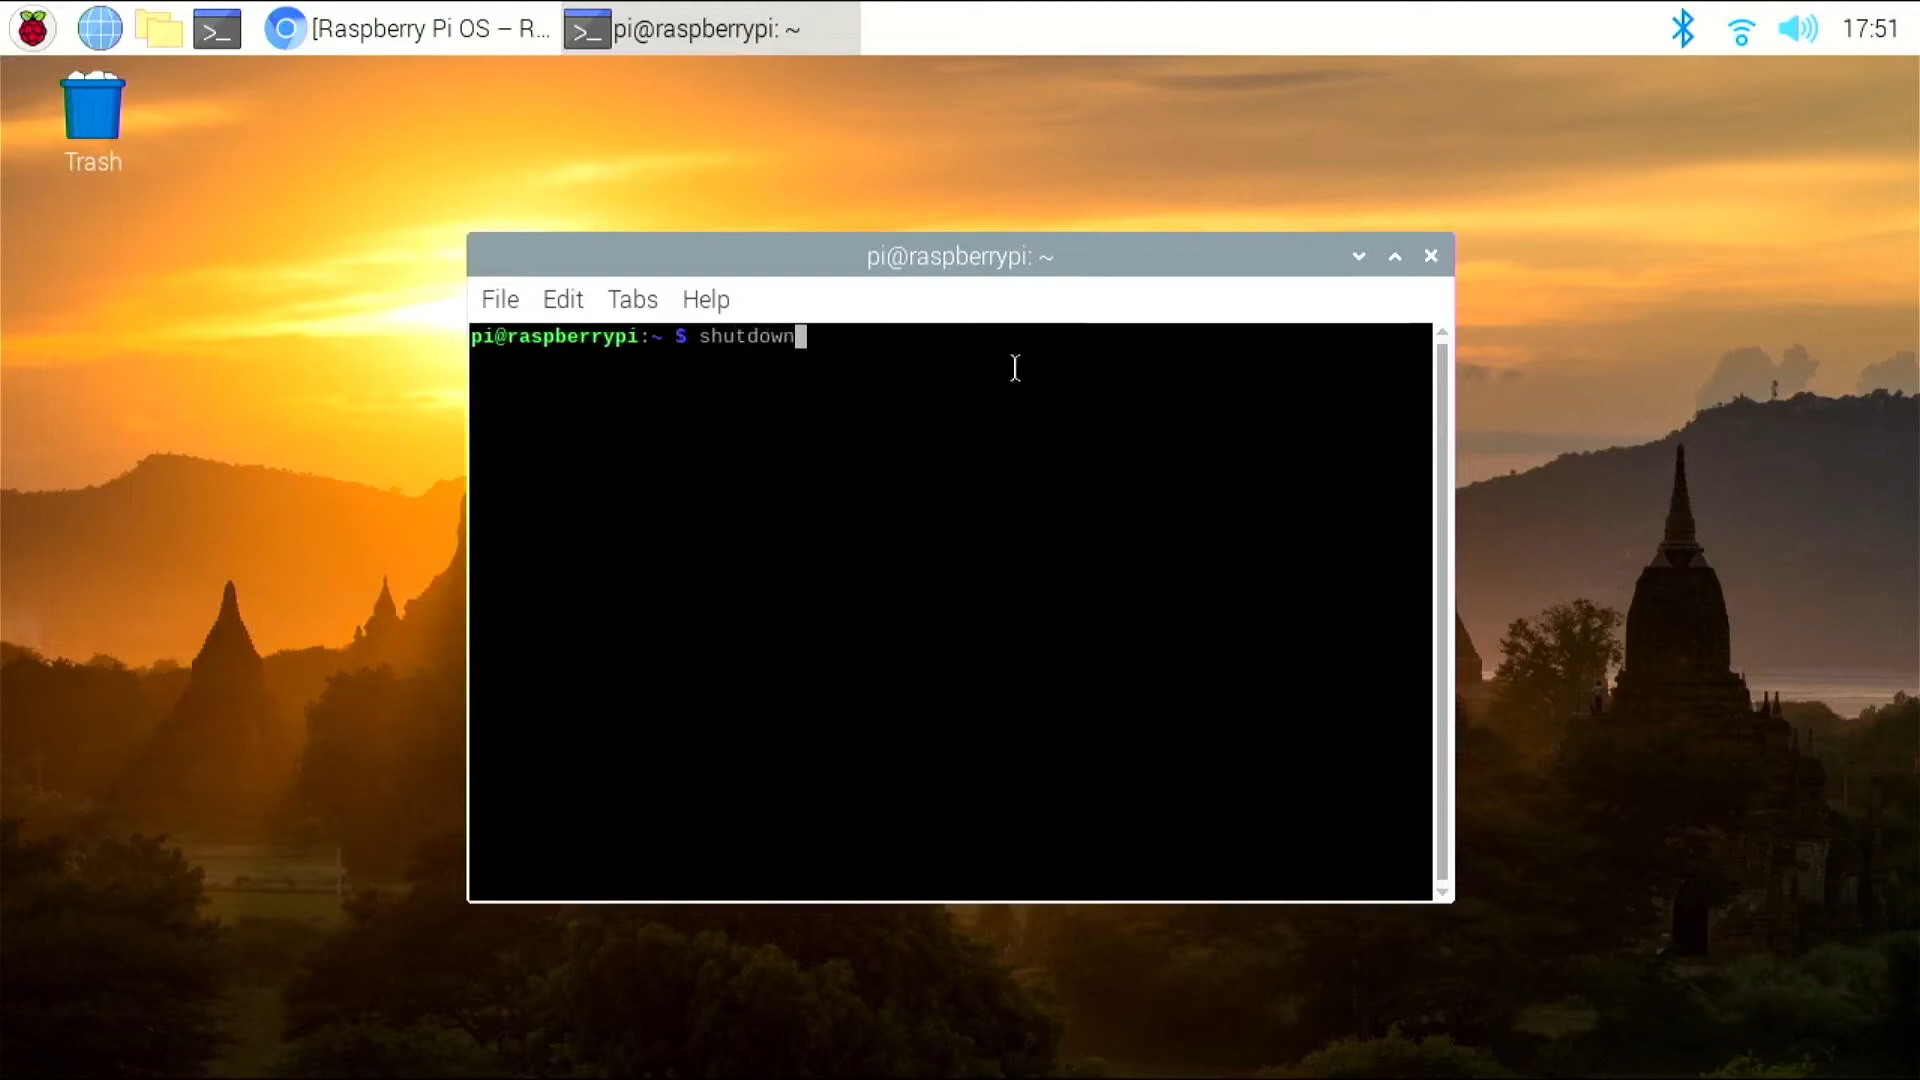 [Raspberry Pi OS – R... pi@raspberrypi: ~ 17:51
Trash
pi@raspberrypi: ~
File Edit Tabs Help
pi@raspberrypi:~ $ shutdown